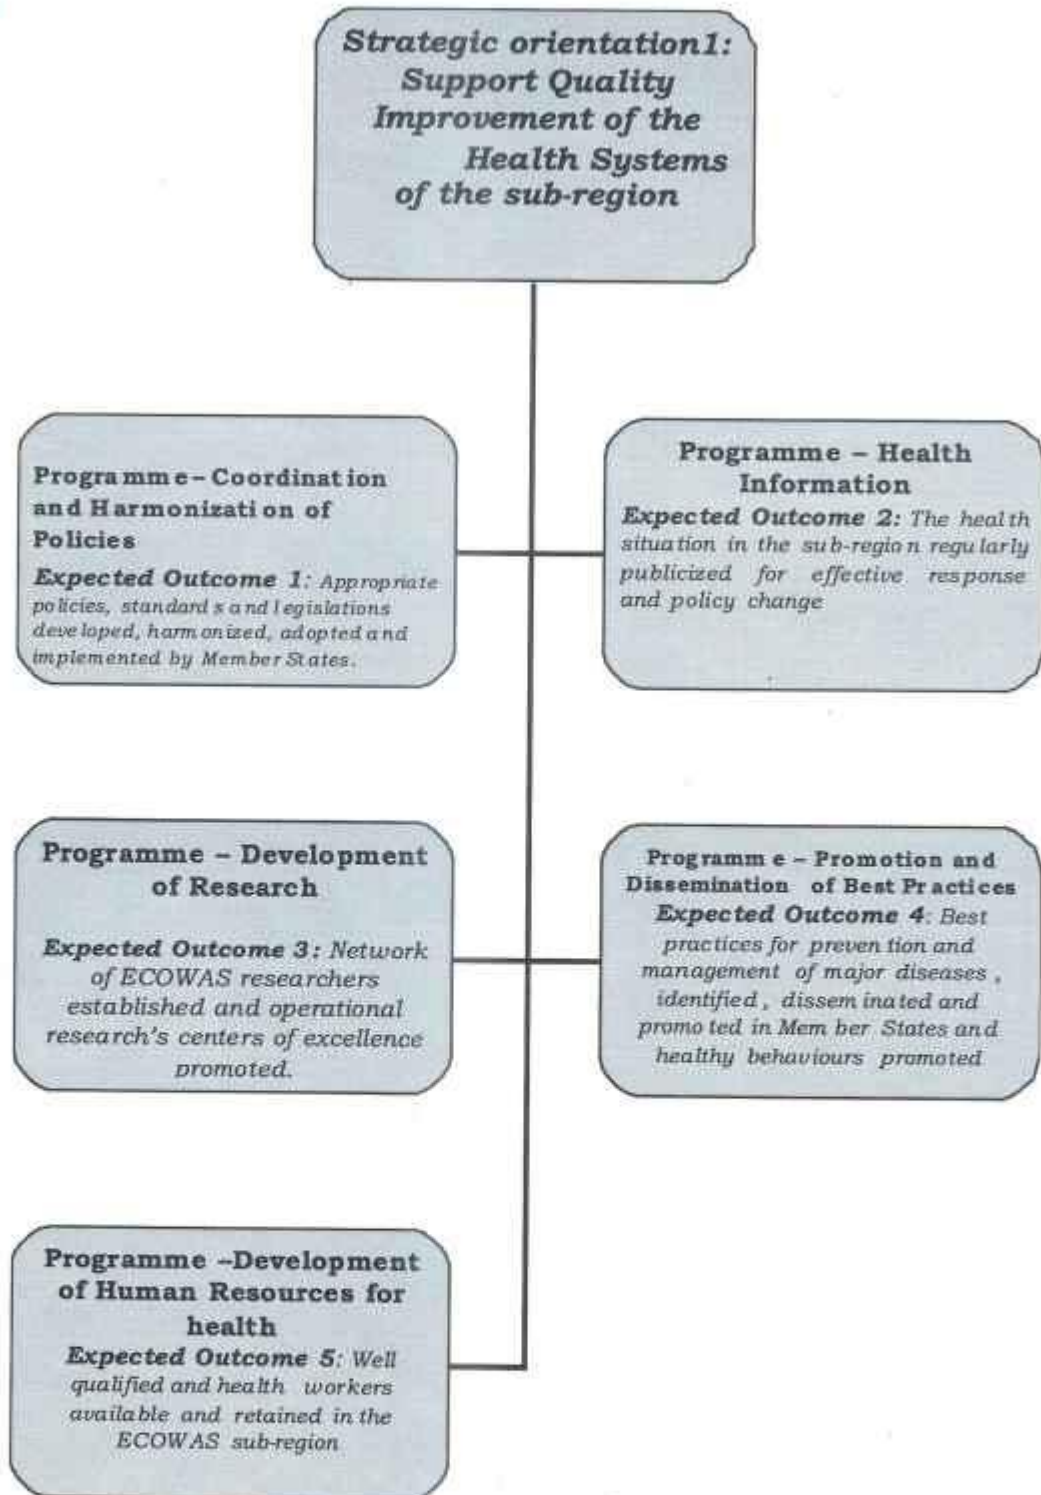 Strategic orientation1:
Support Quality
Improvement of the
Health Systems
of the sub-region
Programme – Coordination
and Harmonization of
Policies
Expected Outcome 1: Appropriate
policies, standards and legislations
developed, harmonized, adopted and
implemented by Member States.
Programme – Health
Information
Expected Outcome 2: The health
situation in the sub-region regularly
publicized for effective response
and policy change
Programme – Development
of Research
Expected Outcome 3: Network
of ECOWAS researchers
established and operational
research's centers of excellence
promoted.
Programme – Promotion and
Dissemination of Best Practices
Expected Outcome 4: Best
practices for prevention and
management of major diseases,
identified, disseminated and
promoted in Member States and
healthy behaviours promoted
Programme –Development
of Human Resources for
health
Expected Outcome 5: Well
qualified and health workers
available and retained in the
ECOWAS sub-region